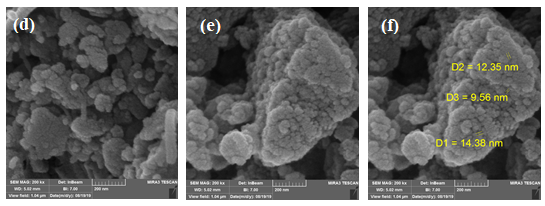 (d)
SEM MAG: 200 kx Det: InBeam
WD: 5.02 mm BI: 7.00 200 nm MIRA3 TESCAN
View field: 1.04 µm Date(m/d/y): 08/19/19
(e)
SEM MAG: 200 kx Det: InBeam
WD: 5.03 mm BI: 7.00 200 nm MIRA3 TESCAN
View field: 1.04 µm Date(m/d/y): 08/19/19
(f)
D2 = 12.35 nm
D3 = 9.56 nm
D1 = 14.38 nm
SEM MAG: 200 kx Det: InBeam
WD: 5.03 mm BI: 7.00 200 nm MIRA3 TESCAN
View field: 1.04 µm Date(m/d/y): 08/19/19